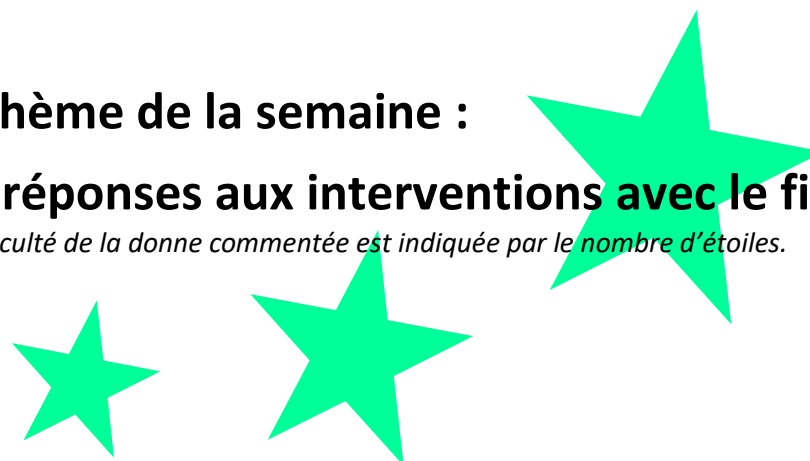 hème de la semaine :
réponses aux interventions avec le fi
culté de la donne commentée est indiquée par le nombre d'étoiles.